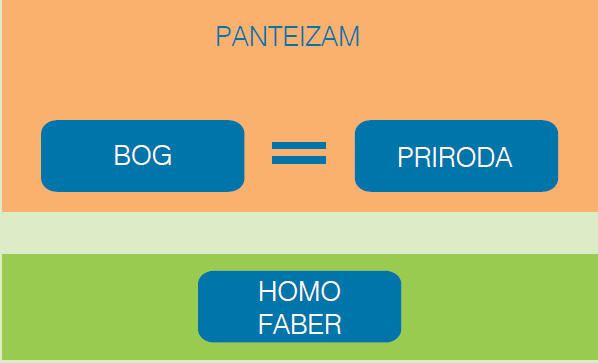 PANTEIZAM
BOG
PRIRODA
HOMO
FABER